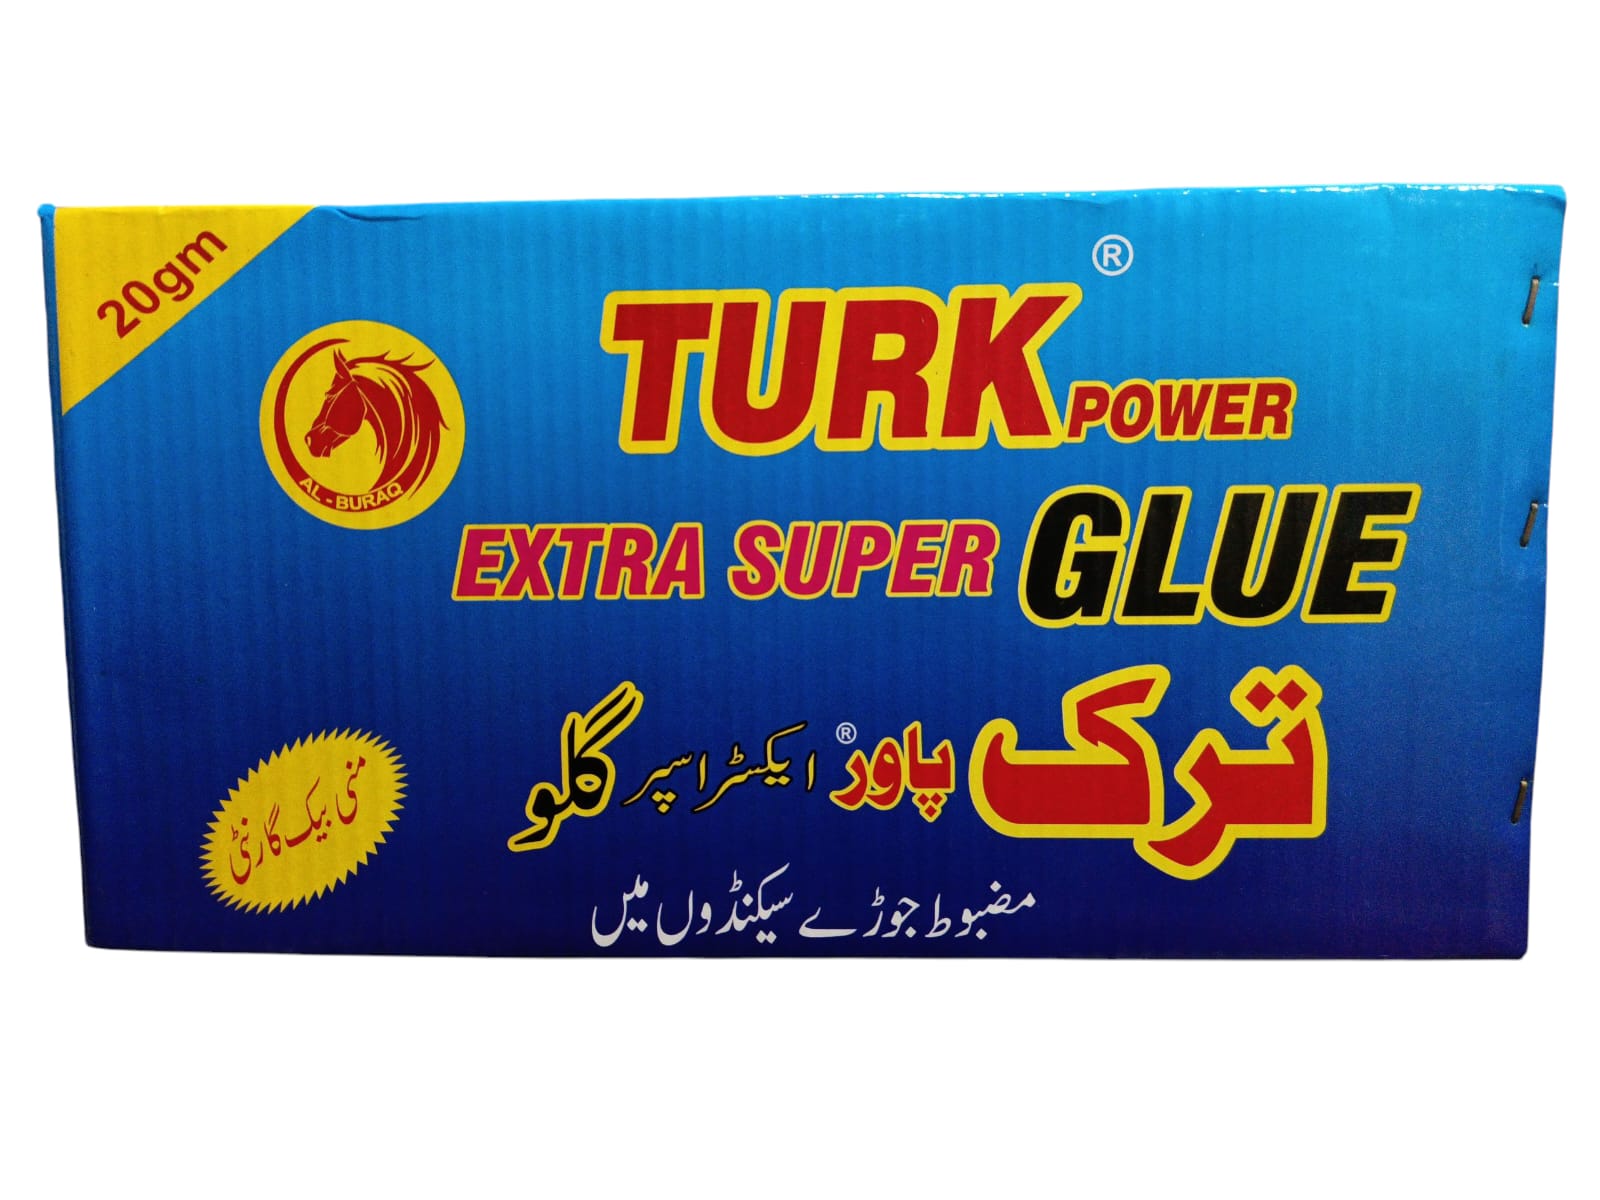 20gm
AL-BURAQ
TURK ®
POWER
EXTRA SUPER GLUE
ترک پاور ® ایکسٹرا سپر گلو
منی بیک گارنٹی
مضبوط جوڑے سیکنڈوں میں